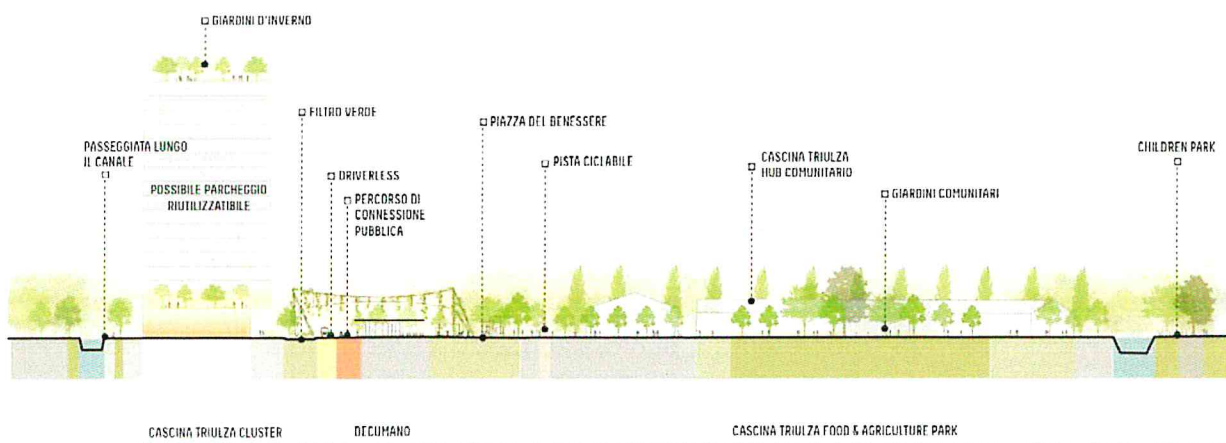 GIARDINI D'INVERNO
FILTRO VERDE
PIAZZA DEL BENESSERE
PASSEGGIATA LUNGO
IL CANALE
PISTA CICLABILE
CASCINA TRIULZA
HUB COMUNITARIO
CHILDREN PARK
DRIVERLESS
POSSIBILE PARCHEGGIO
RIUTILIZZATIBILE
PERCORSO DI
CONNESSIONE
PUBBLICA
GIARDINI COMUNITARI
CASCINA TRIULZA CLUSTER
DECUMANO
CASCINA TRIULZA FOOD & AGRICULTURE PARK